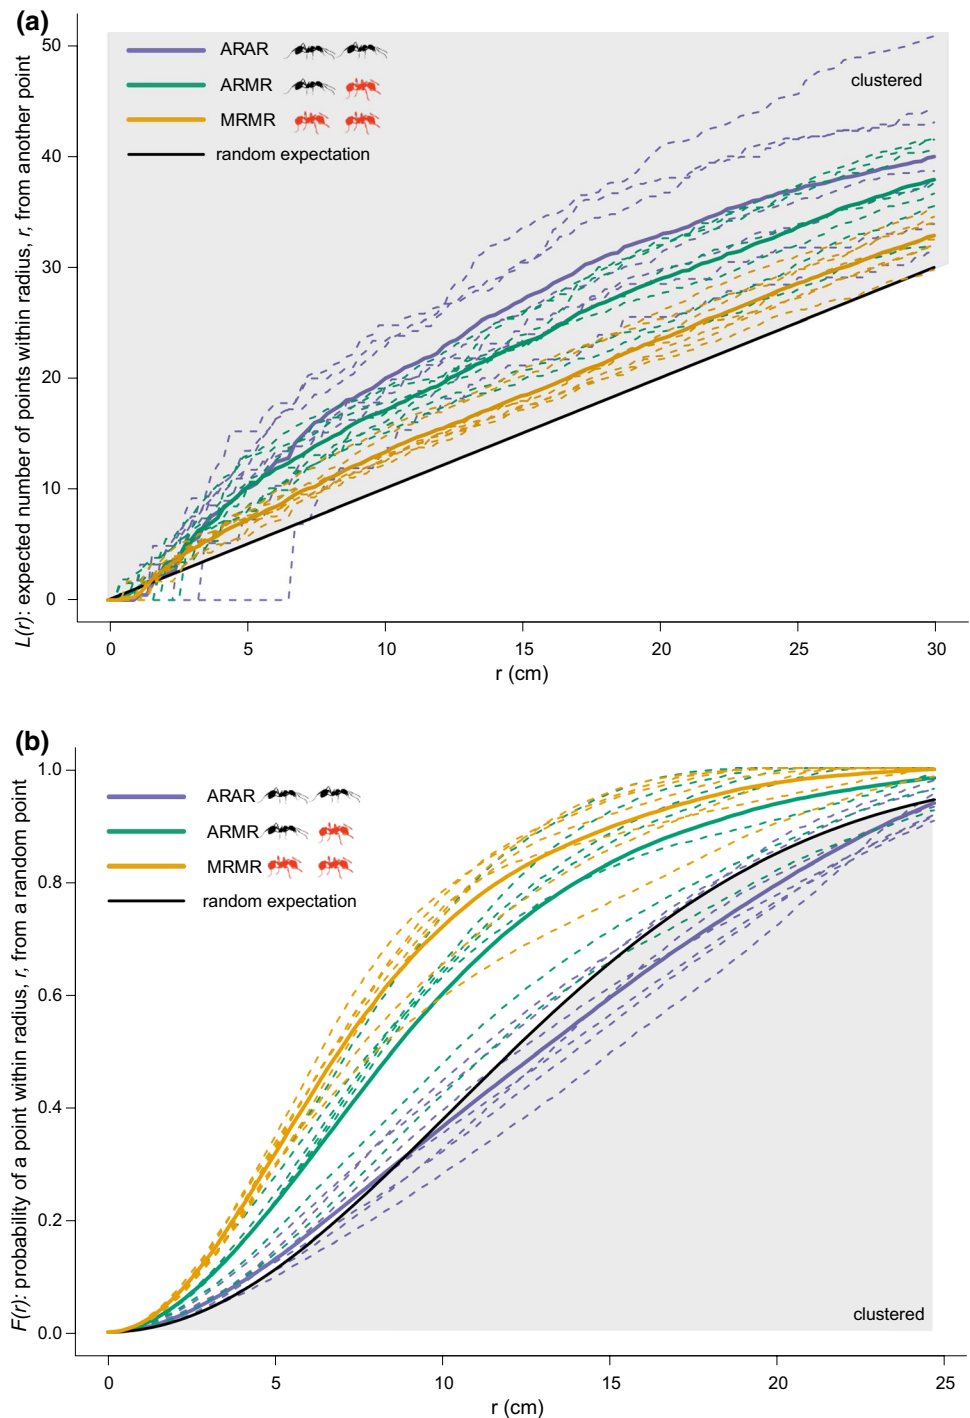 (a)
50
40
30
20
10
0
L(r): expected number of points within radius, r, from another point
ARAR
ARMR
MRMR
random expectation
clustered
0
5
10
15
20
25
30
r (cm)
(b)
1.0
0.8
0.6
0.4
0.2
0.0
F(r): probability of a point within radius, r, from a random point
ARAR
ARMR
MRMR
random expectation
clustered
0
5
10
15
20
25
r (cm)